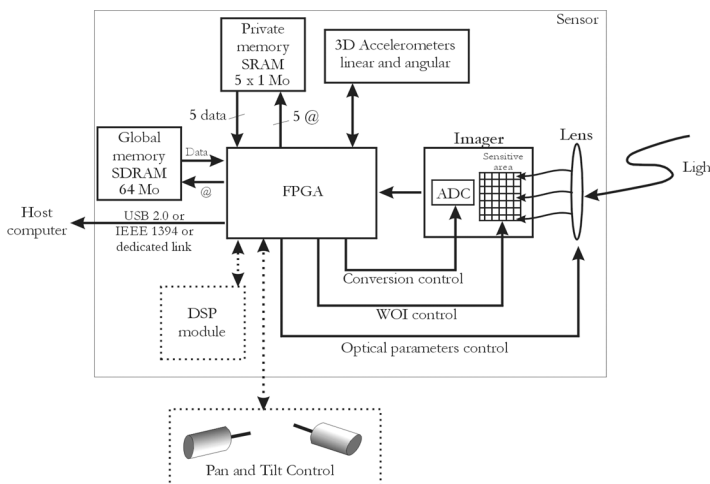 Sensor
Private
memory
SRAM
5 x 1 Mo
3D Accelerometers
linear and angular
5 data
5 @
Global
memory
SDRAM
64 Mo
Data
@
FPGA
Imager
Sensitive
area
ADC
Lens
Ligh
Host
computer
USB 2.0 or
IEEE 1394 or
dedicated link
Conversion control
DSP
module
WOI control
Optical parameters control
Pan and Tilt Control